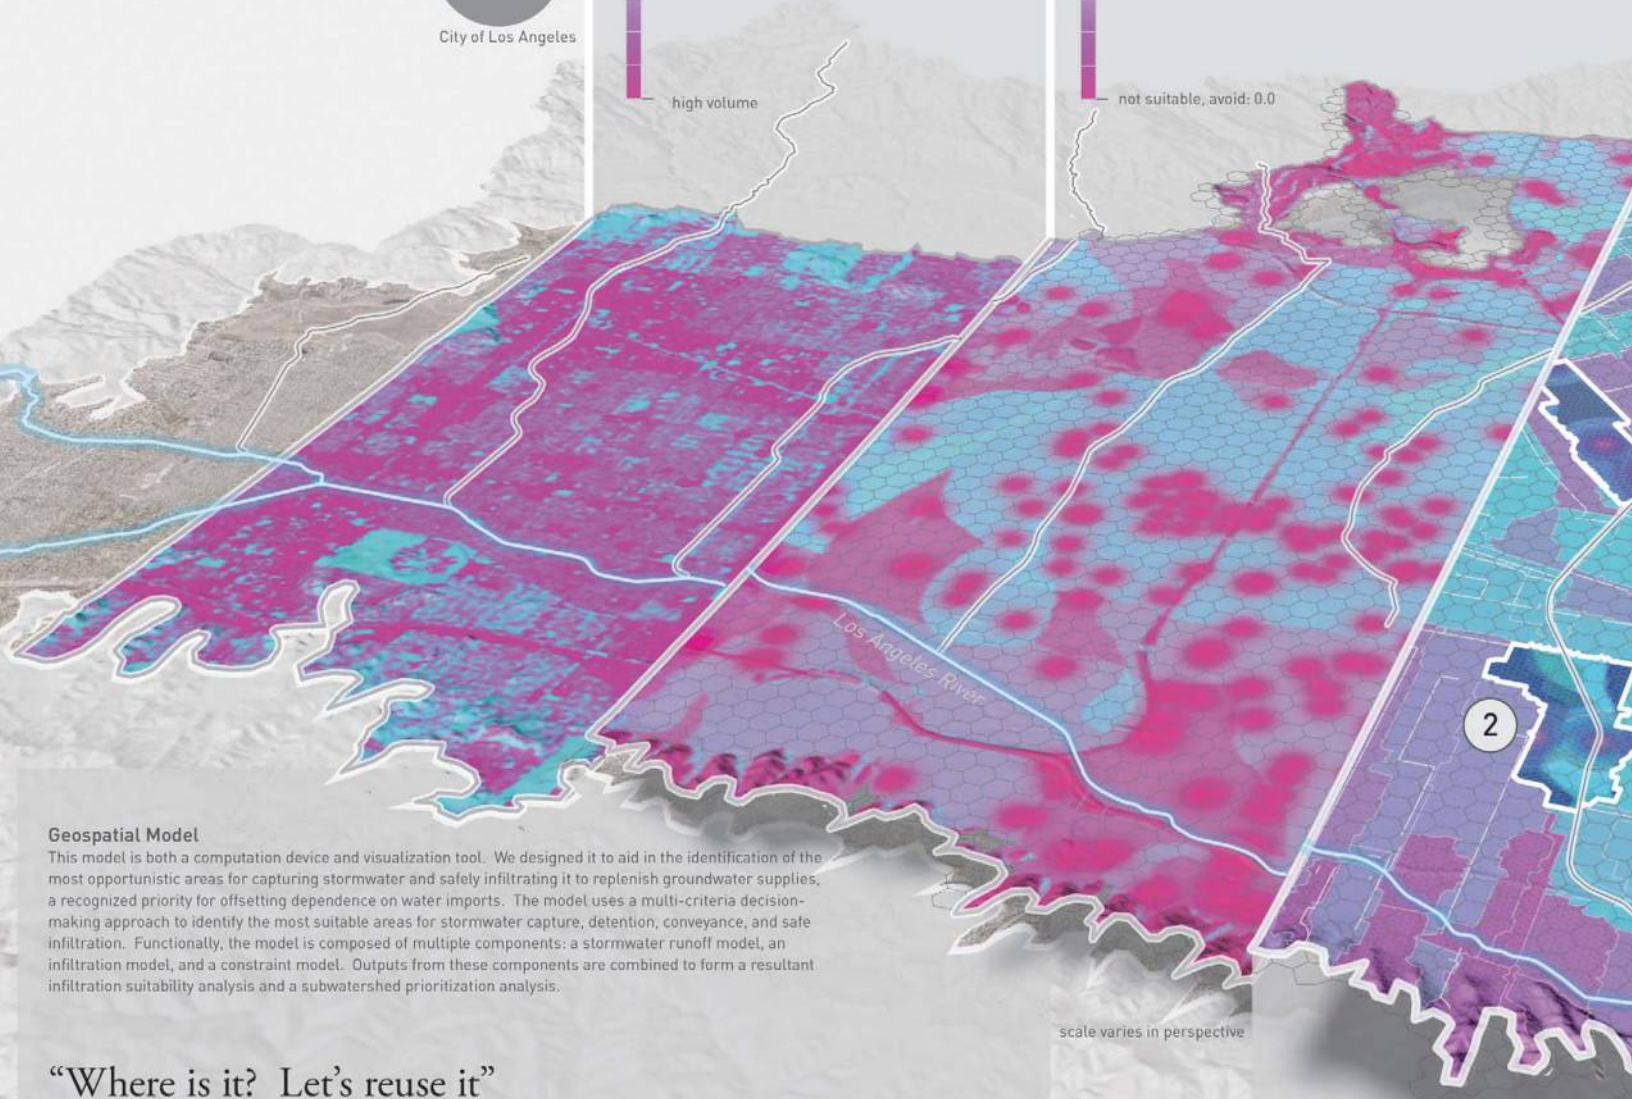 City of Los Angeles
high volume
not suitable, avoid: 0.0
Los Angeles River
2
Geospatial Model
This model is both a computation device and visualization tool.  We designed it to aid in the identification of the
most opportunistic areas for capturing stormwater and safely infiltrating it to replenish groundwater supplies,
a recognized priority for offsetting dependence on water imports.  The model uses a multi-criteria decision-
making approach to identify the most suitable areas for stormwater capture, detention, conveyance, and safe
infiltration.  Functionally, the model is composed of multiple components: a stormwater runoff model, an
infiltration model, and a constraint model.  Outputs from these components are combined to form a resultant
infiltration suitability analysis and a subwatershed prioritization analysis.
scale varies in perspective
“Where is it?  Let’s reuse it”